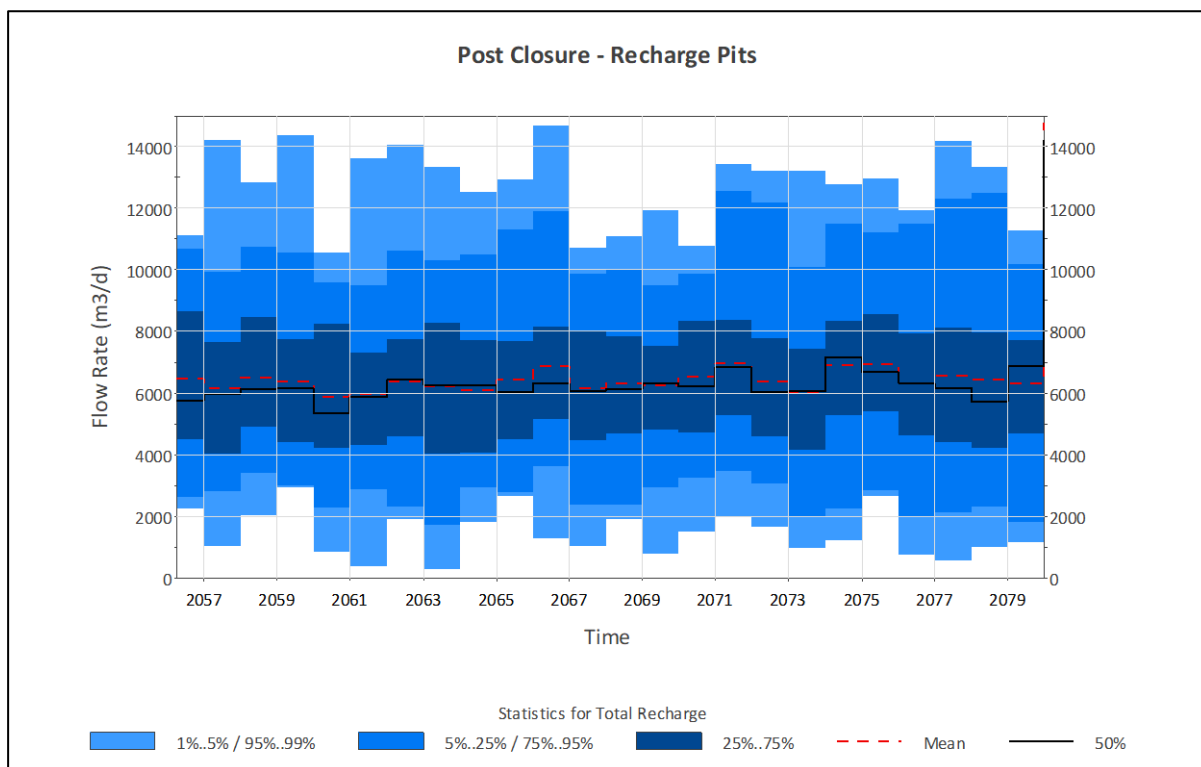 Post Closure - Recharge Pits
Flow Rate (m3/d)
14000
12000
10000
8000
6000
4000
2000
0
14000
12000
10000
8000
6000
4000
2000
0
2057 2059 2061 2063 2065 2067 2069 2071 2073 2075 2077 2079
Time
Statistics for Total Recharge
1%..5% / 95%..99% 5%..25% / 75%..95% 25%..75% Mean 50%